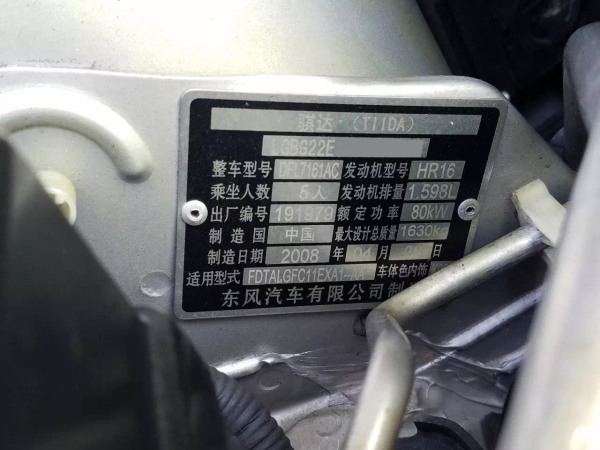 骐达 (TIIDA)
LGBG22E
整车型号 DFL7161AC 发动机型号 HR16
乘坐人数 5人 发动机排量 1.598L
出厂编号 191979 额定功率 80kW
制造国 中国 最大设计总质量 1630kg
制造日期 2008 年 04 月 日
适用型式 FDTALGFC11EXA1-AA 车体色内饰
东风汽车有限公司制